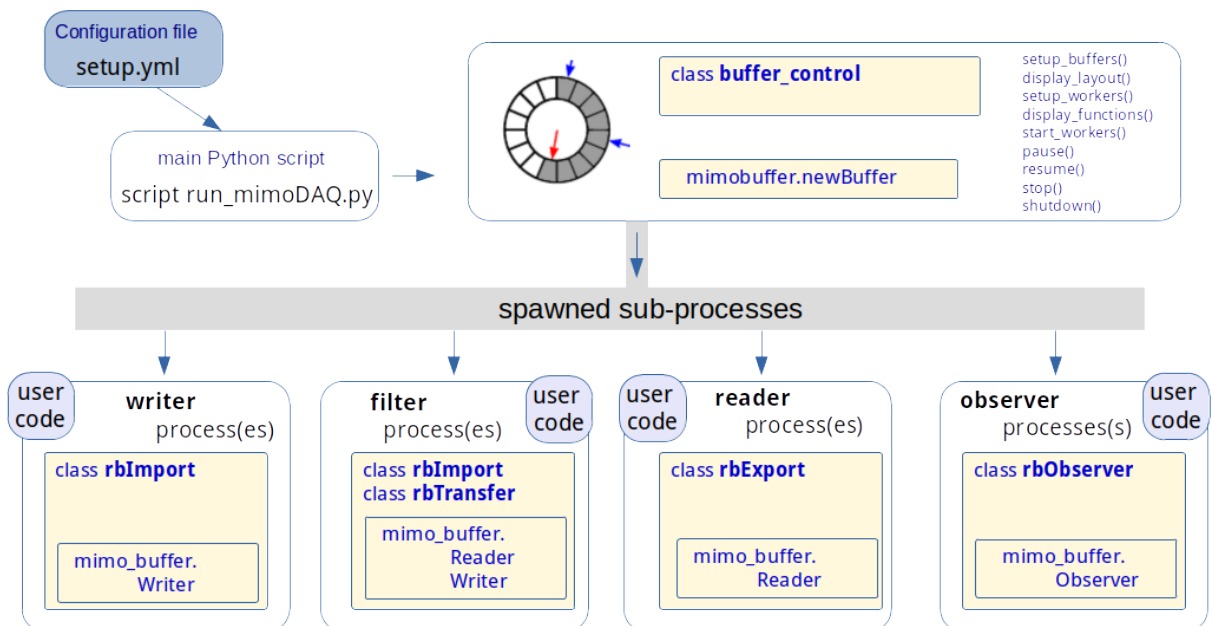 Configuration file
setup.yml
main Python script
script run_mimoDAQ.py
class buffer_control
mimobuffer.newBuffer
setup_buffers()
display_layout()
setup_workers()
display_functions()
start_workers()
pause()
resume()
stop()
shutdown()
spawned sub-processes
user
code
writer
process(es)
class rbImport
mimo_buffer.
Writer
filter
process(es)
user
code
class rbImport
class rbTransfer
mimo_buffer.
Reader
Writer
user
code
reader
process(es)
class rbExport
mimo_buffer.
Reader
observer
processes(s)
user
code
class rbObserver
mimo_buffer.
Observer